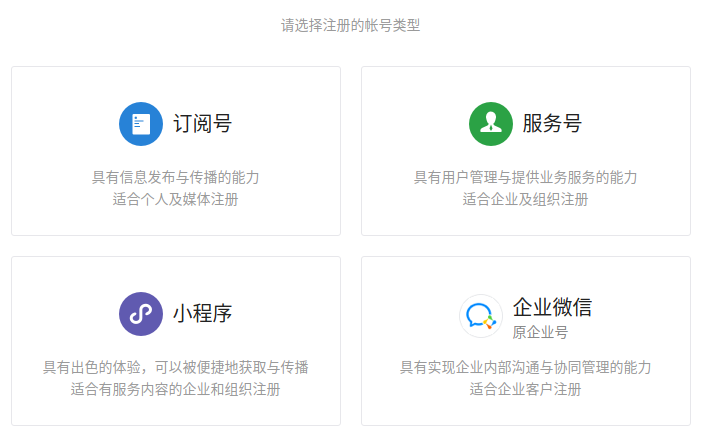 请选择注册的帐号类型
订阅号
具有信息发布与传播的能力
适合个人及媒体注册
服务号
具有用户管理与提供业务服务的能力
适合企业及组织注册
小程序
具有出色的体验，可以被便捷地获取与传播
适合有服务内容的企业和组织注册
企业微信
原企业号
具有实现企业内部沟通与协同管理的能力
适合企业客户注册